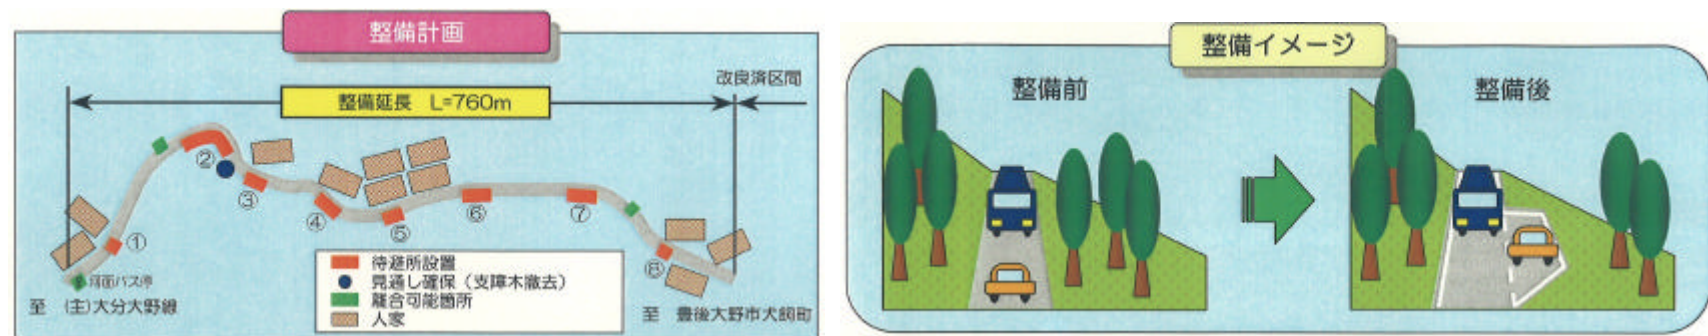 整備計画
改良済区間
整備延長 L=760m
①
②
③
④
⑤
⑥
⑦
⑧
バス停
待避所設置
見通し確保(支障木撤去)
離合可能箇所
人家
至 (主)大分大野線
至 豊後大野市犬飼町
整備イメージ
整備前
整備後